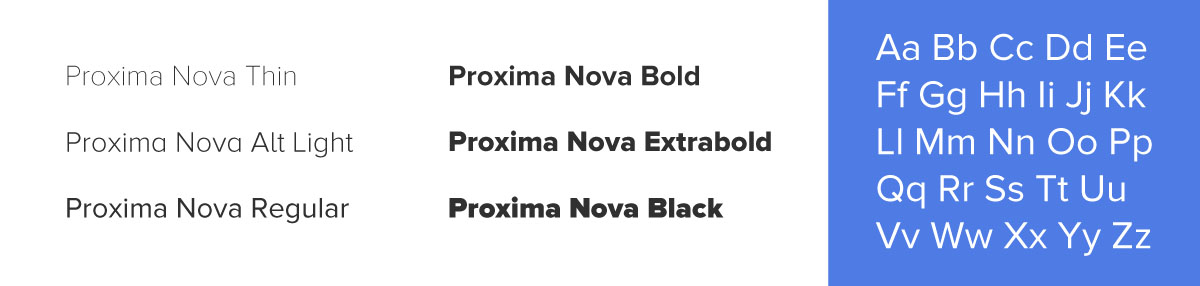 Proxima Nova Thin
Proxima Nova Alt Light
Proxima Nova Regular
Proxima Nova Bold
Proxima Nova Extrabold
Proxima Nova Black
Aa Bb Cc Dd Ee
Ff Gg Hh Ii Jj Kk
Ll Mm Nn Oo Pp
Qq Rr Ss Tt Uu
Vv Ww Xx Yy Zz